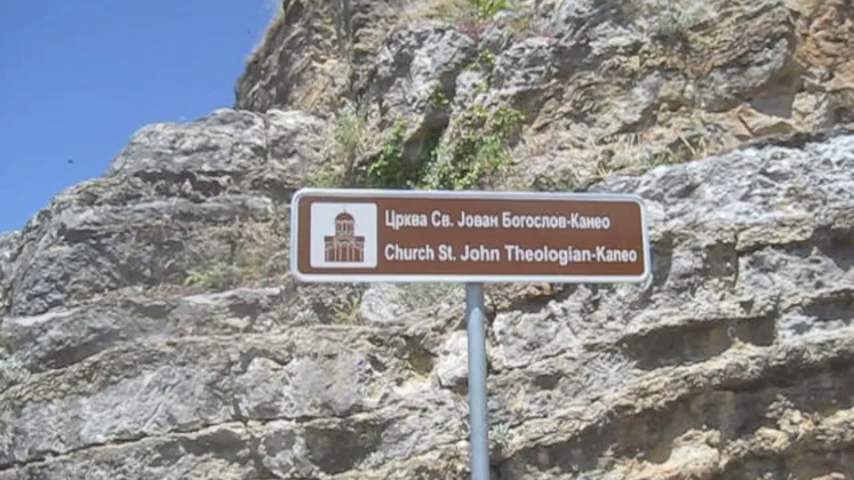 Црква Св. Јован Богослов-Канео
Church St. John Theologian-Kaneo